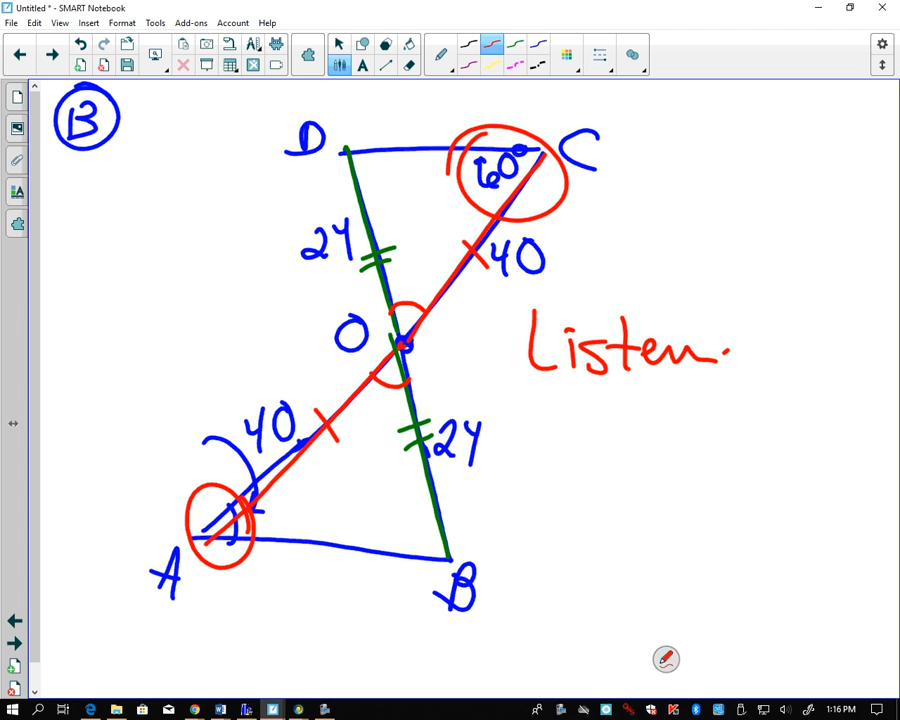 Untitled * - SMART Notebook
File Edit View Insert Format Tools Add-ons Account Help
B
D
C
60°
24
40
O
Listen.
40
24
A
B
1:16 PM